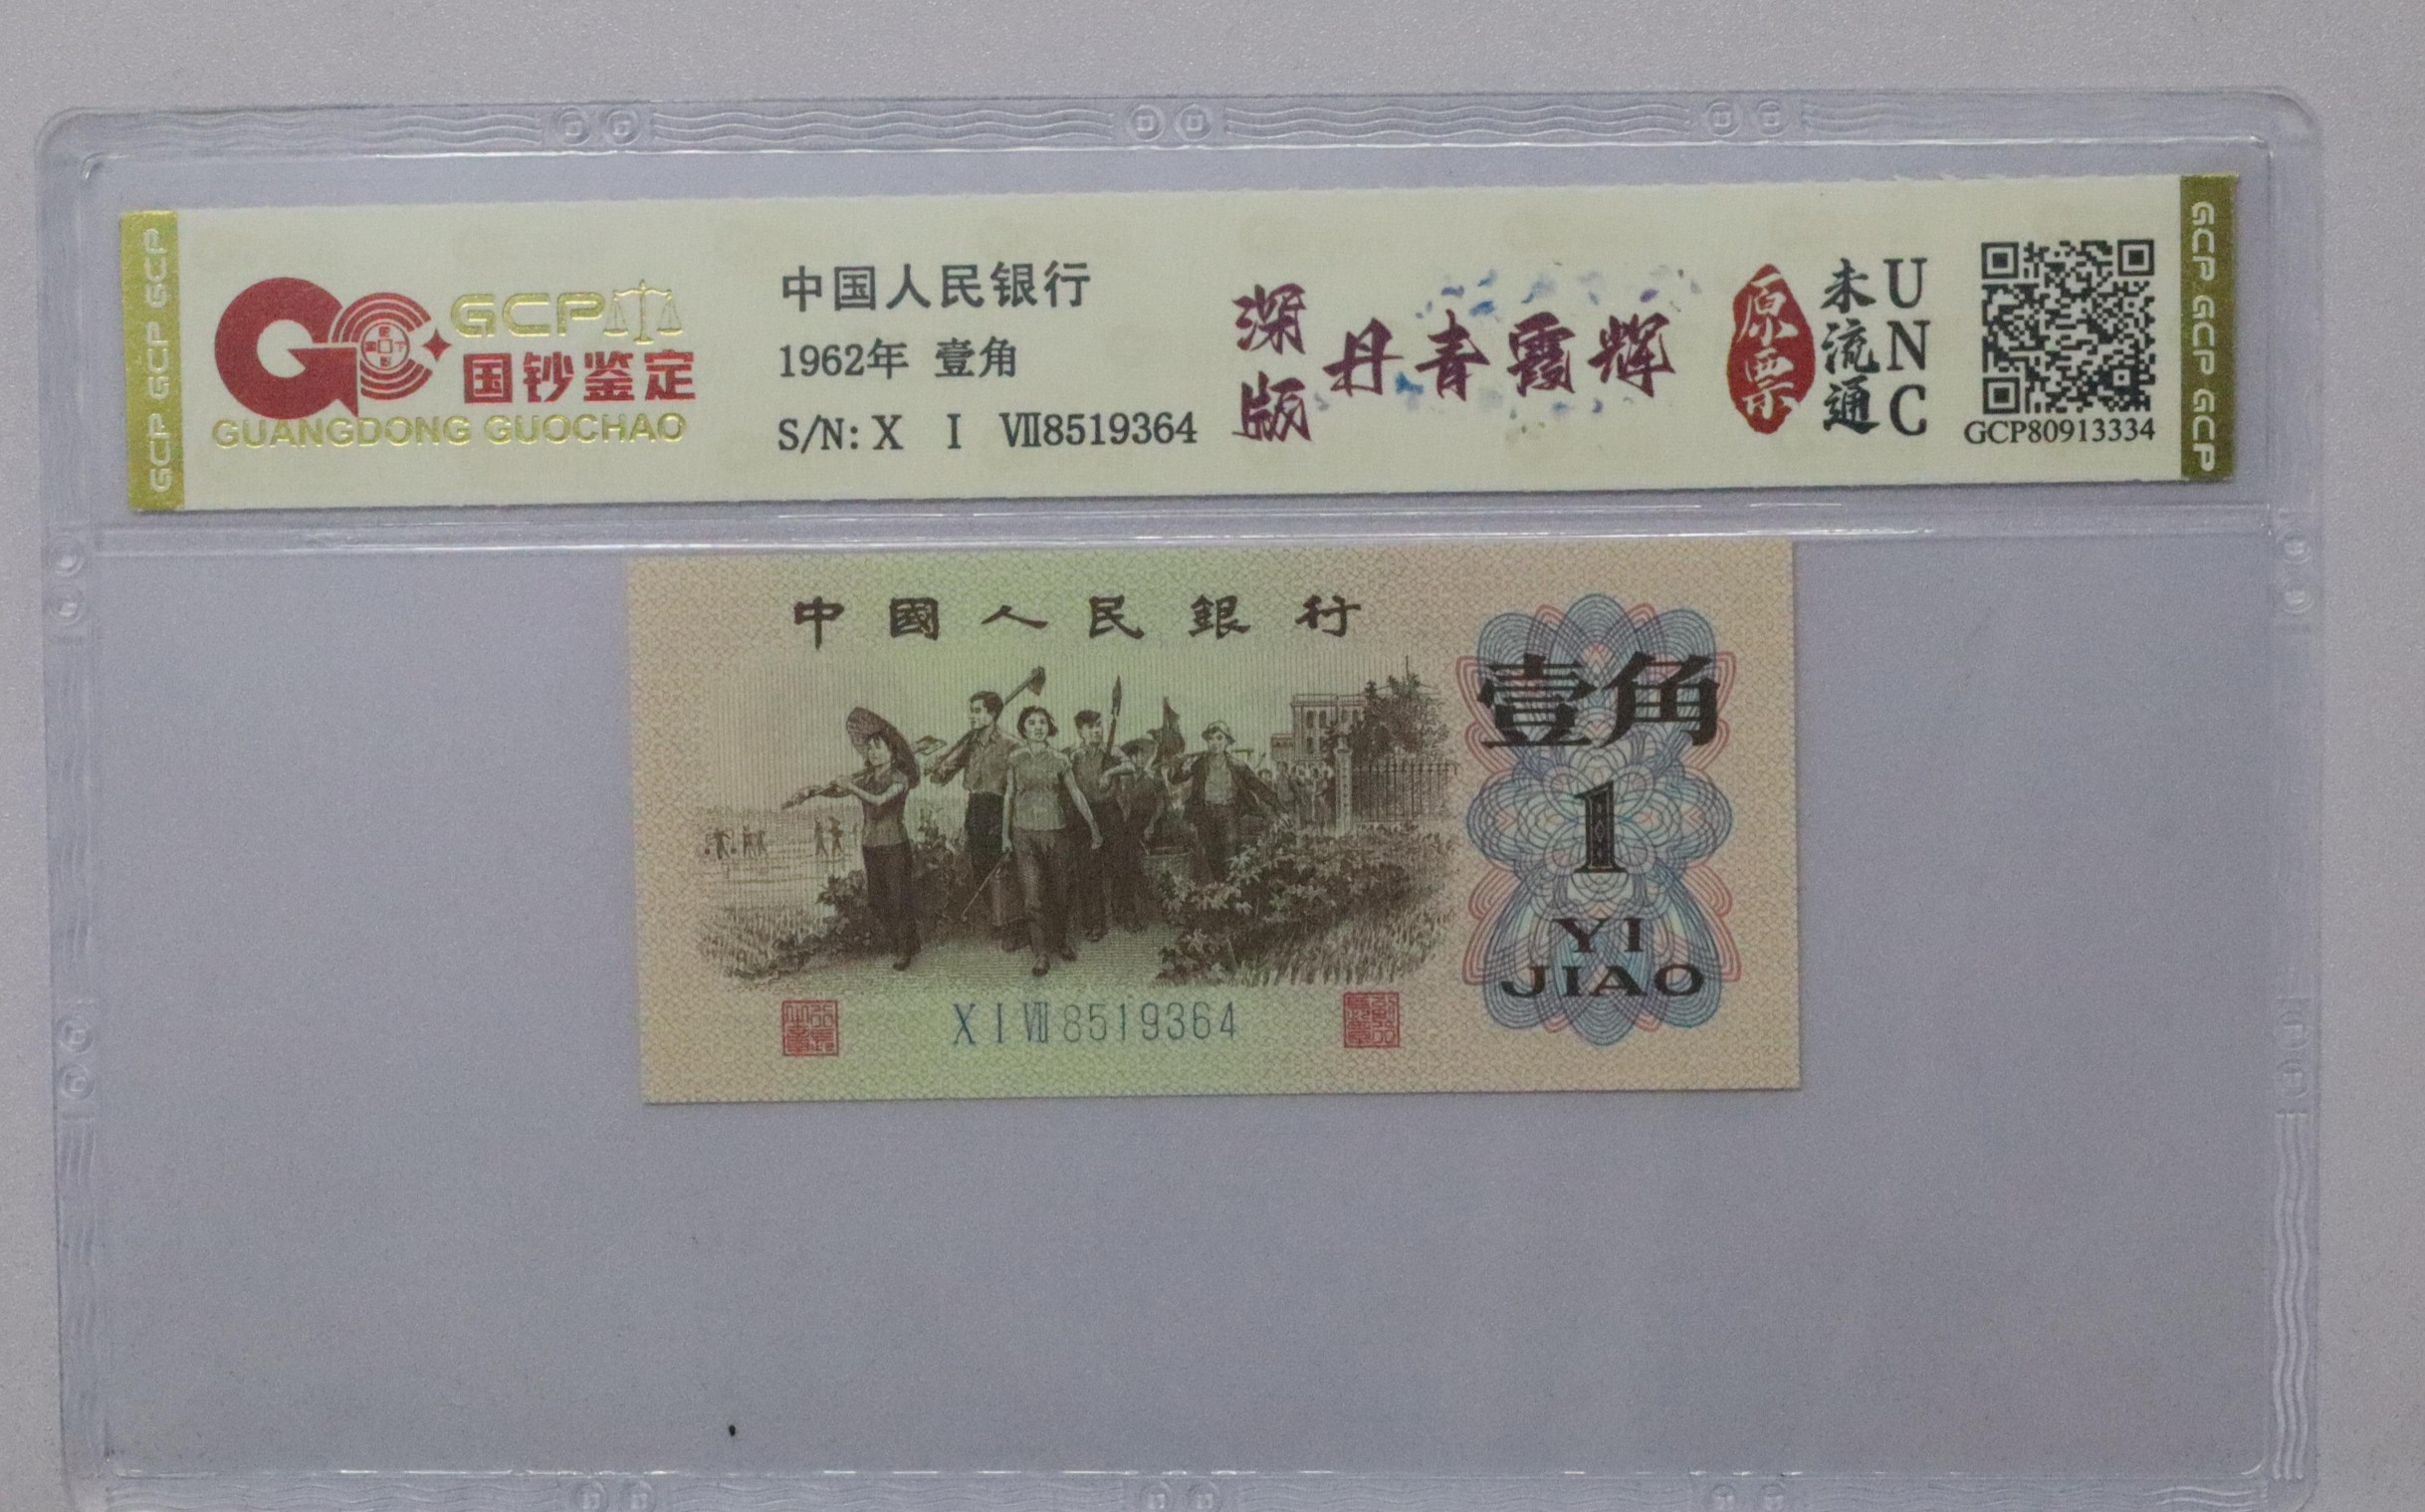 GCP GCP GCP
GCP
国钞鉴定
GUANGDONG GUOCHAO
中国人民银行
1962年 壹角
S/N: X I Ⅶ8519364
深版
丹青霞辉
原票
未流通
UNC
GCP80913334
GCP GCP GCP
中國人民銀行
壹角
1
YI
JIAO
X I Ⅶ 8519364